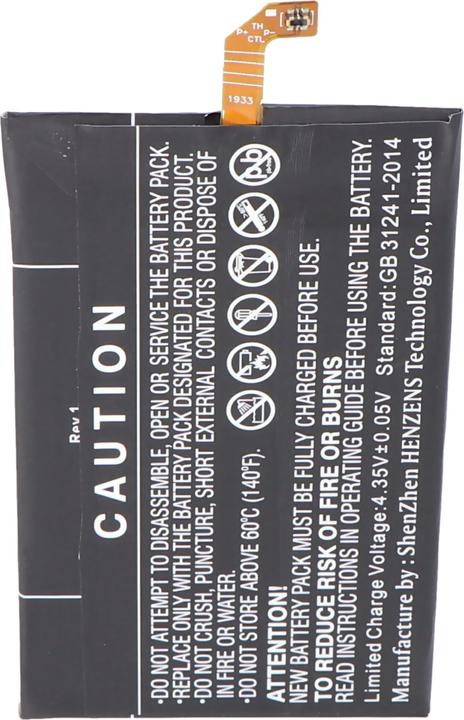 TH
P+ P-
CTL
1933
Rev.1
CAUTION
•DO NOT ATTEMPT TO DISASSEMBLE, OPEN OR SERVICE THE BATTERY PACK.
•REPLACE ONLY WITH THE BATTERY PACK DESIGNATED FOR THIS PRODUCT.
•DO NOT CRUSH, PUNCTURE, SHORT EXTERNAL CONTACTS OR DISPOSE OF
IN FIRE OR WATER.
•DO NOT STORE ABOVE 60°C (140°F).
Pb
ATTENTION!
NEW BATTERY PACK MUST BE FULLY CHARGED BEFORE USE.
TO REDUCE RISK OF FIRE OR BURNS
READ INSTRUCTIONS IN OPERATING GUIDE BEFORE USING THE BATTERY.
Limited Charge Voltage:4.35V±0.05V Standard:GB 31241-2014
Manufacture by : ShenZhen HENZENS Technology Co., Limited